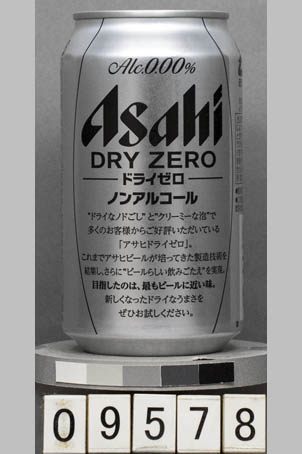 Alc.0.00%
Asahi
DRY ZERO
ドライゼロ
ノンアルコール
"ドライなノドごし"と"クリーミーな泡"で
多くのお客様からご好評いただいている
「アサヒドライゼロ」。
これまでアサヒビールが培ってきた製造技術を
結集し、さらに"ビールらしい飲みごたえ"を実現。
目指したのは、最もビールに近い味。
新しくなったドライなうまさを
ぜひお試しください。
09578